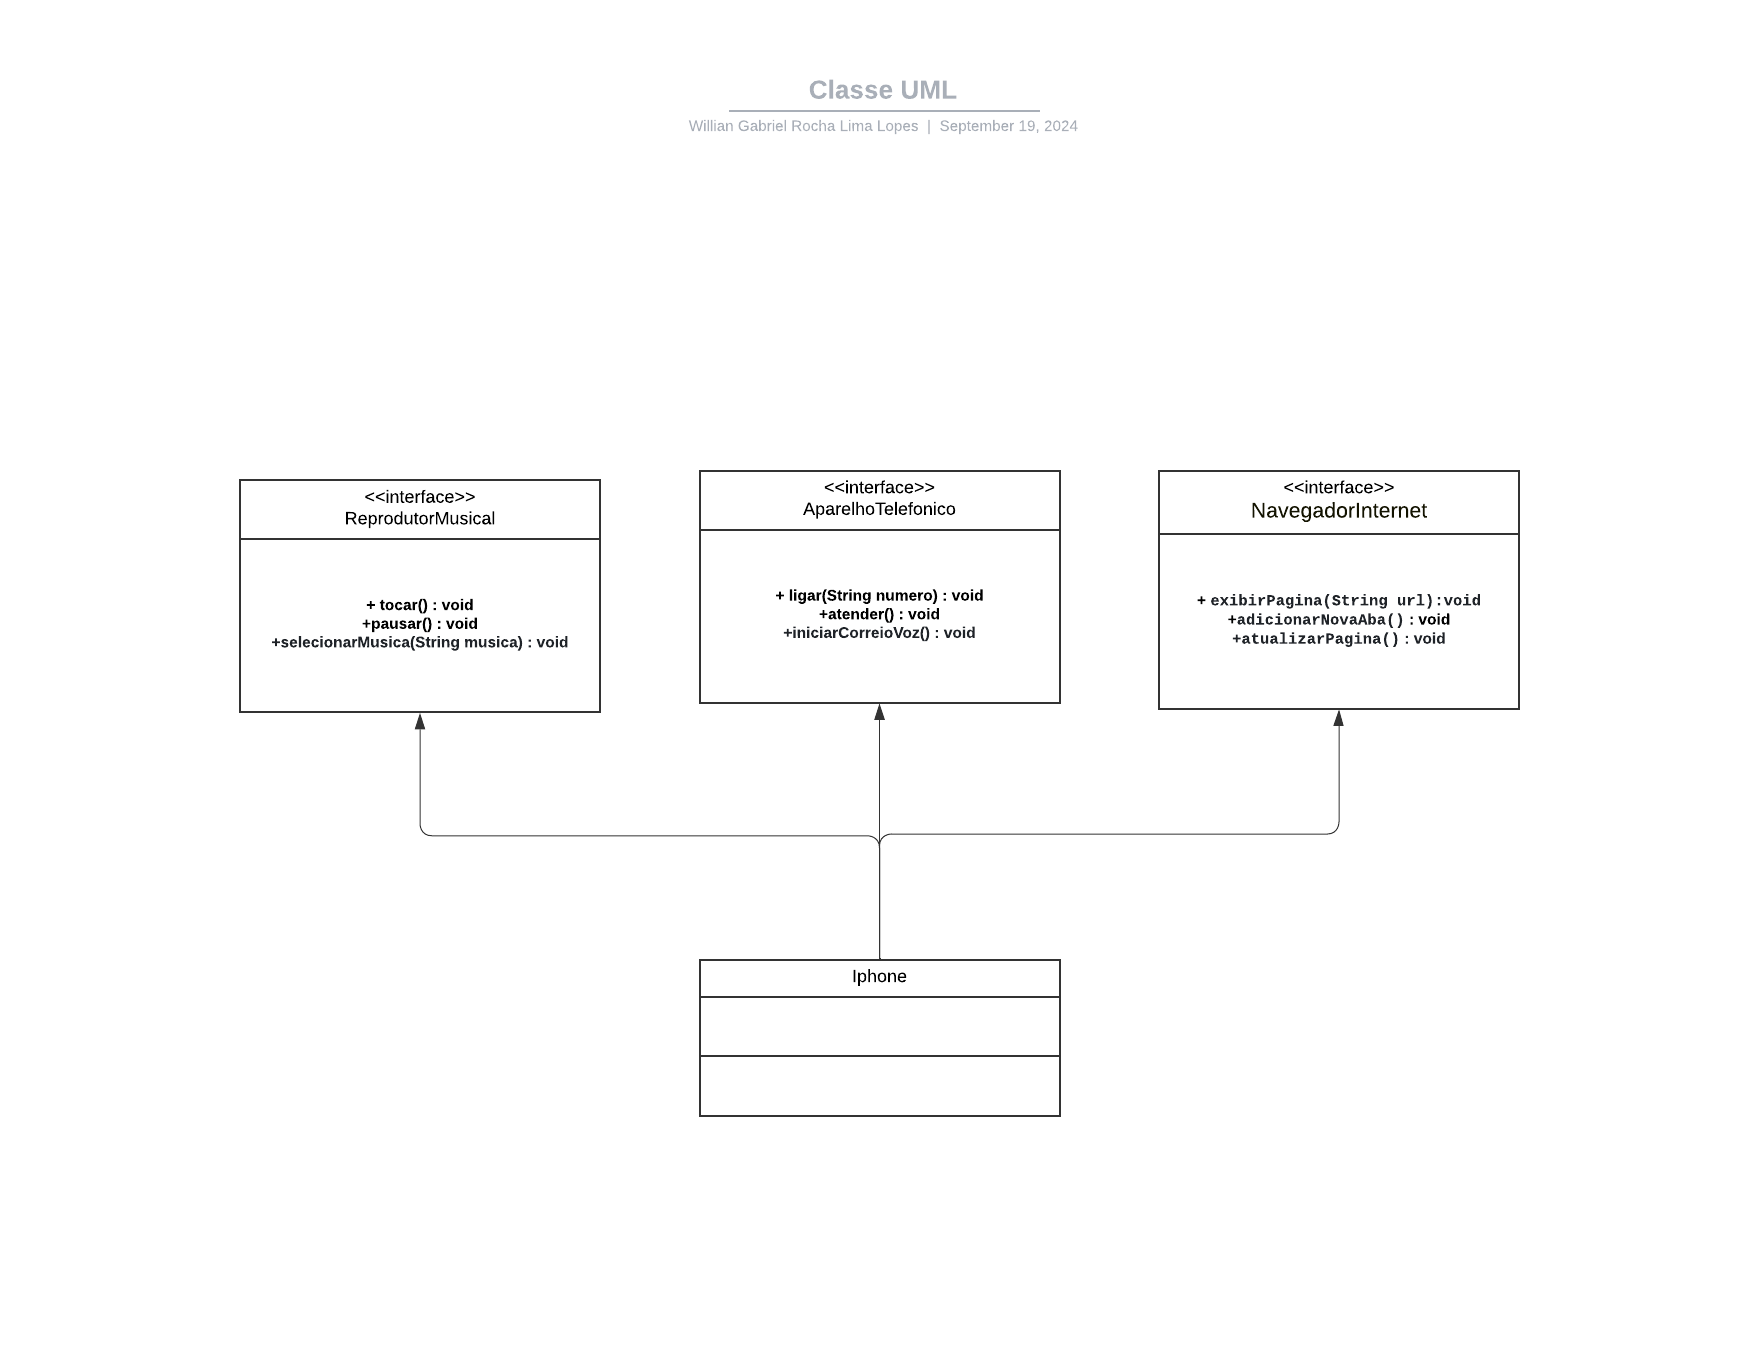 Classe UML
Willian Gabriel Rocha Lima Lopes | September 19, 2024
<<interface>>
ReprodutorMusical
+ tocar() : void
+pausar() : void
+selecionarMusica(String musica) : void
<<interface>>
AparelhoTelefonico
+ ligar(String numero) : void
+atender() : void
+iniciarCorreioVoz() : void
<<interface>>
NavegadorInternet
+ exibirPagina(String url):void
+adicionarNovaAba() : void
+atualizarPagina() : void
Iphone